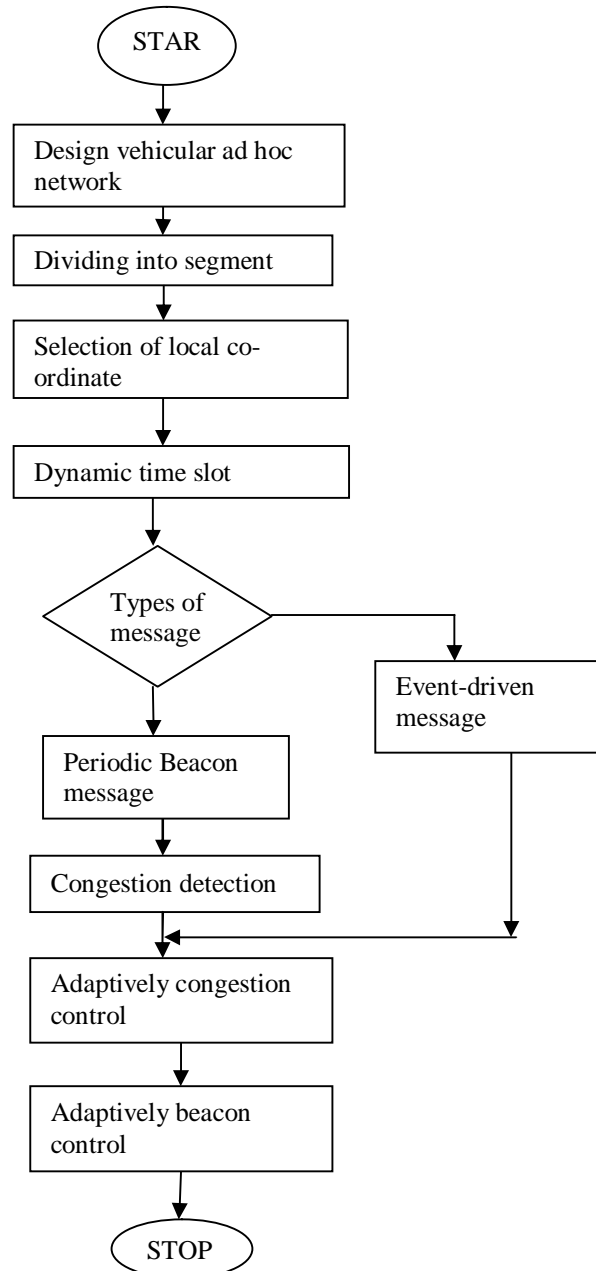 STAR
Design vehicular ad hoc
network
Dividing into segment
Selection of local co-
ordinate
Dynamic time slot
Types of
message
Event-driven
message
Periodic Beacon
message
Congestion detection
Adaptively congestion
control
Adaptively beacon
control
STOP